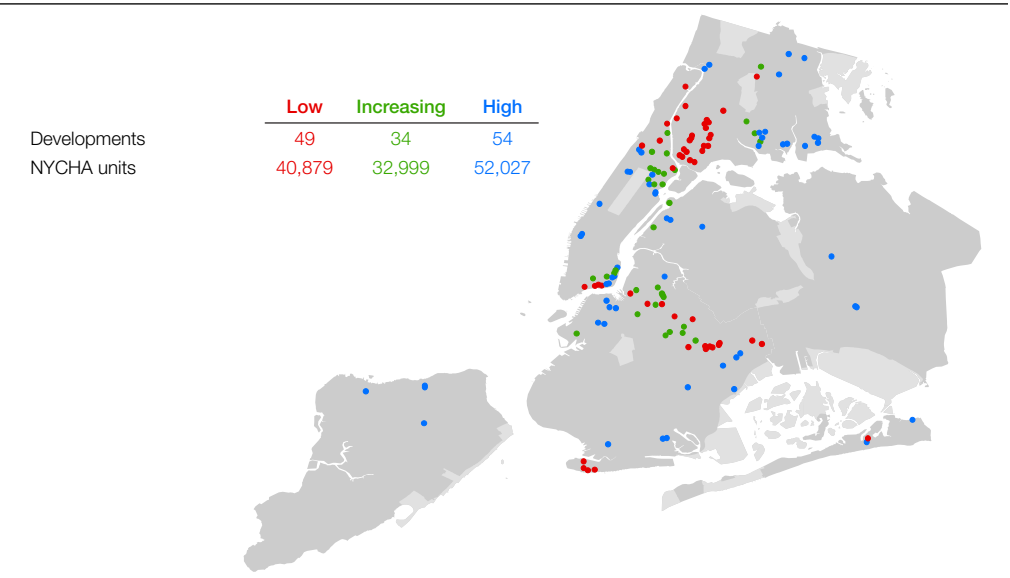 Low Increasing High
Developments 49 34 54
NYCHA units 40,879 32,999 52,027